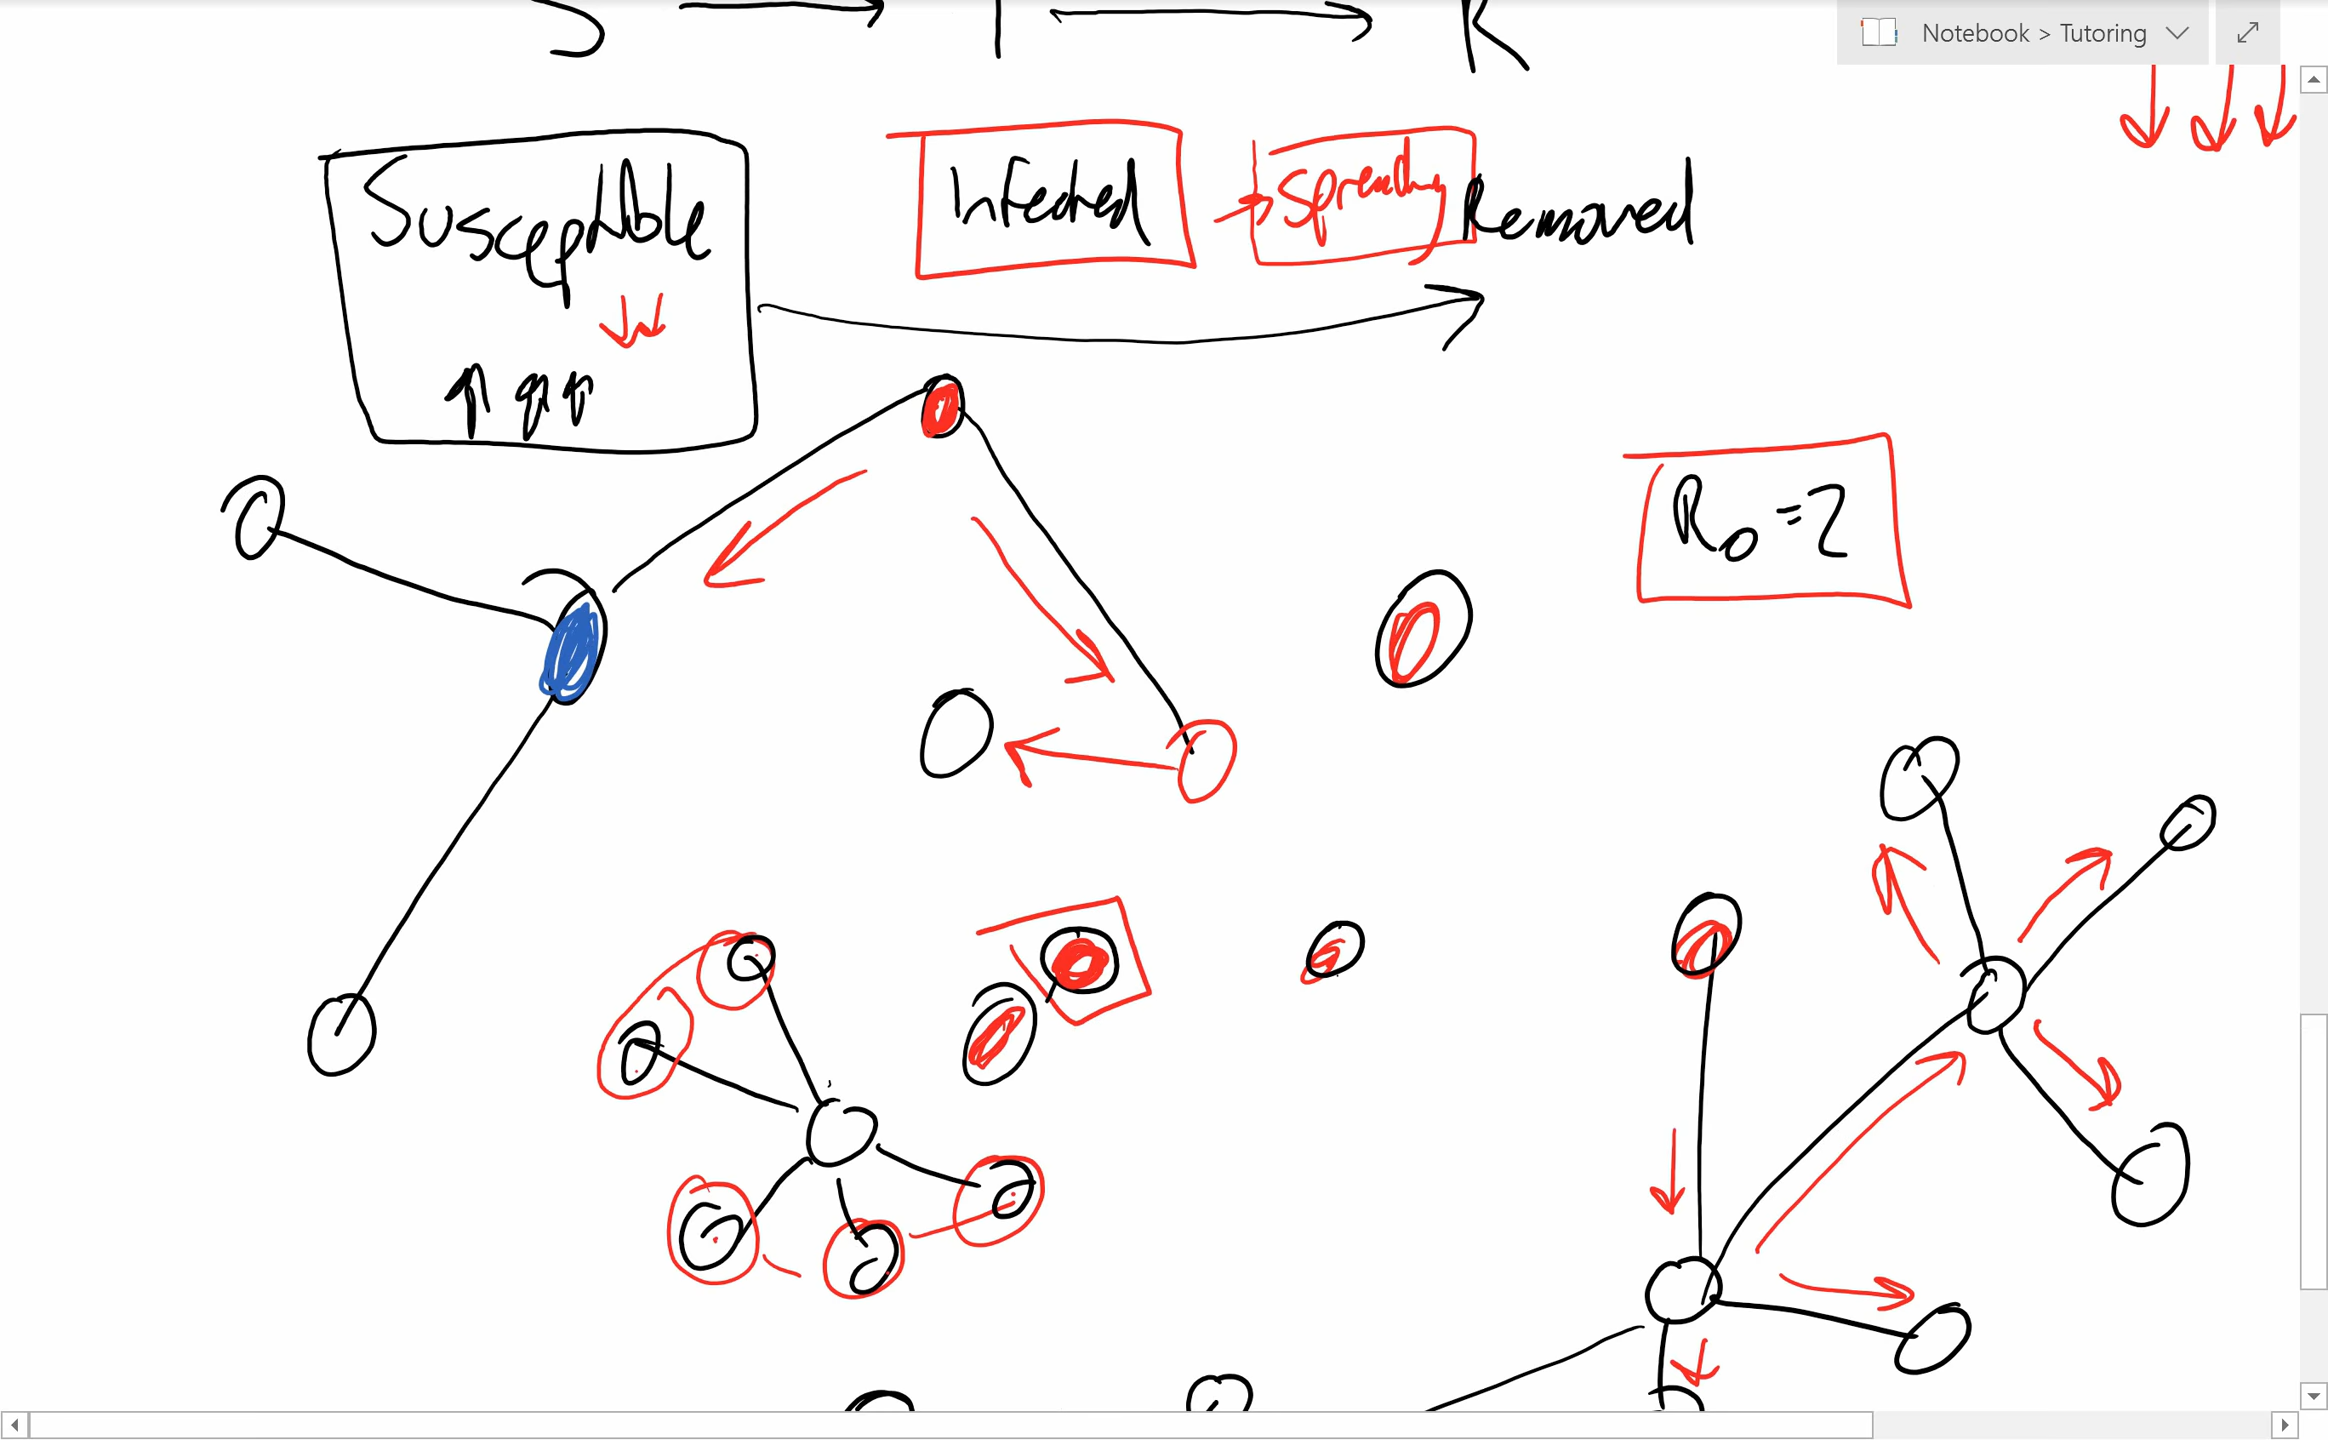 Notebook > Tutoring
S I R
Susceptible Infected Spreading Removed
R₀ = 2